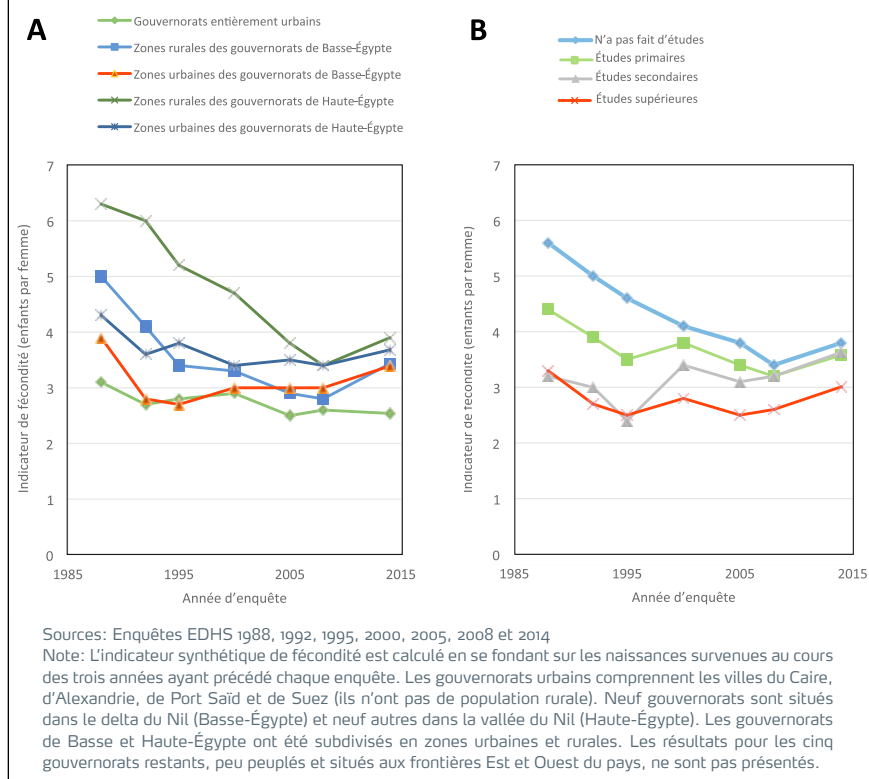 A
Gouvernorats entièrement urbains
Zones rurales des gouvernorats de Basse-Égypte
Zones urbaines des gouvernorats de Basse-Égypte
Zones rurales des gouvernorats de Haute-Égypte
Zones urbaines des gouvernorats de Haute-Égypte
Indicateur de fécondité (enfants par femme)
7
6
5
4
3
2
1
0
1985
1995
2005
2015
Année d'enquête
B
N'a pas fait d'études
Études primaires
Études secondaires
Études supérieures
Indicateur de fécondité (enfants par femme)
7
6
5
4
3
2
1
0
1985
1995
2005
2015
Année d'enquête
Sources: Enquêtes EDHS 1988, 1992, 1995, 2000, 2005, 2008 et 2014
Note: L'indicateur synthétique de fécondité est calculé en se fondant sur les naissances survenues au cours
des trois années ayant précédé chaque enquête. Les gouvernorats urbains comprennent les villes du Caire,
d'Alexandrie, de Port Saïd et de Suez (ils n'ont pas de population rurale). Neuf gouvernorats sont situés
dans le delta du Nil (Basse-Égypte) et neuf autres dans la vallée du Nil (Haute-Égypte). Les gouvernorats
de Basse et Haute-Égypte ont été subdivisés en zones urbaines et rurales. Les résultats pour les cinq
gouvernorats restants, peu peuplés et situés aux frontières Est et Ouest du pays, ne sont pas présentés.